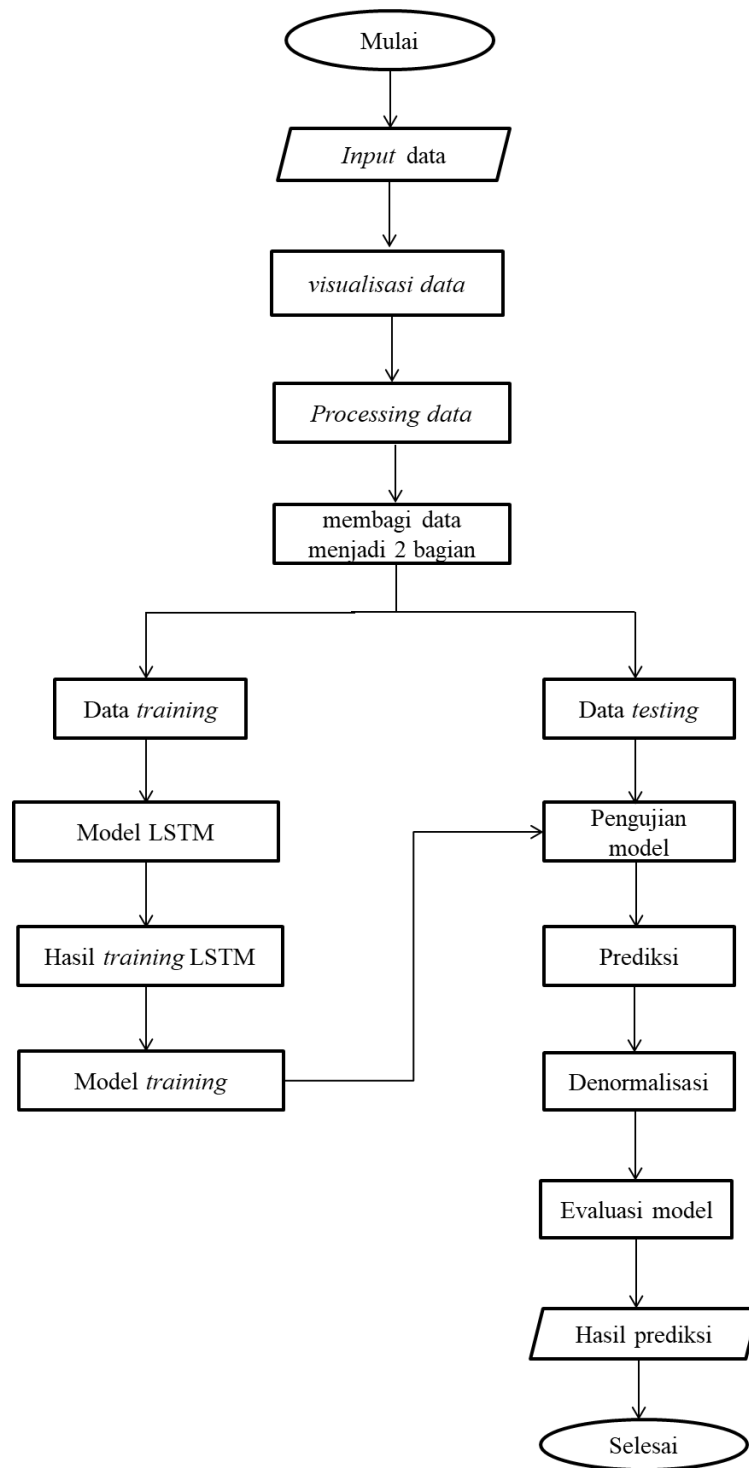 Mulai
Input data
visualisasi data
Processing data
membagi data
menjadi 2 bagian
Data training
Model LSTM
Hasil training LSTM
Model training
Data testing
Pengujian
model
Prediksi
Denormalisasi
Evaluasi model
Hasil prediksi
Selesai